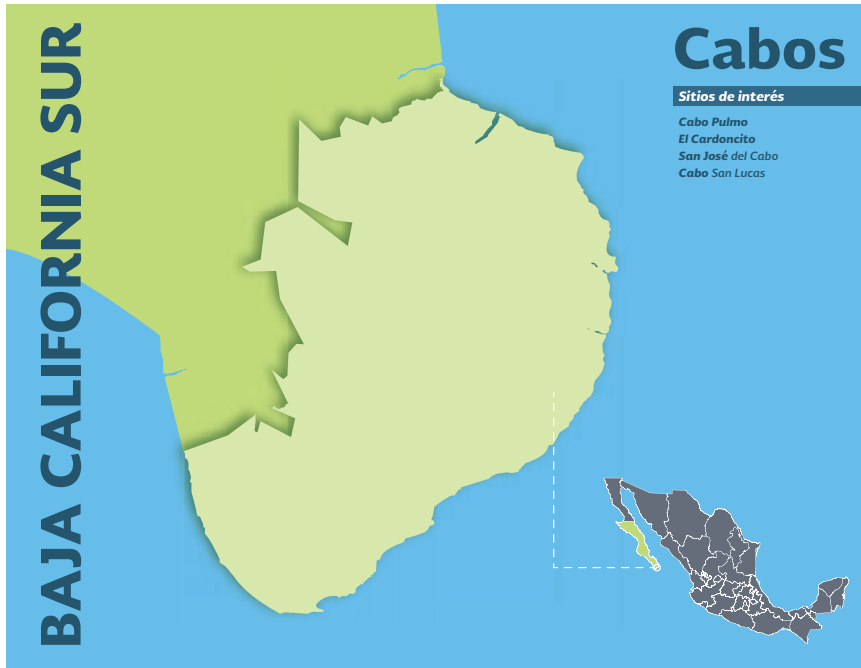 BAJA CALIFORNIA SUR
Cabos
Sitios de interés
Cabo Pulmo
El Cardoncito
San José del Cabo
Cabo San Lucas